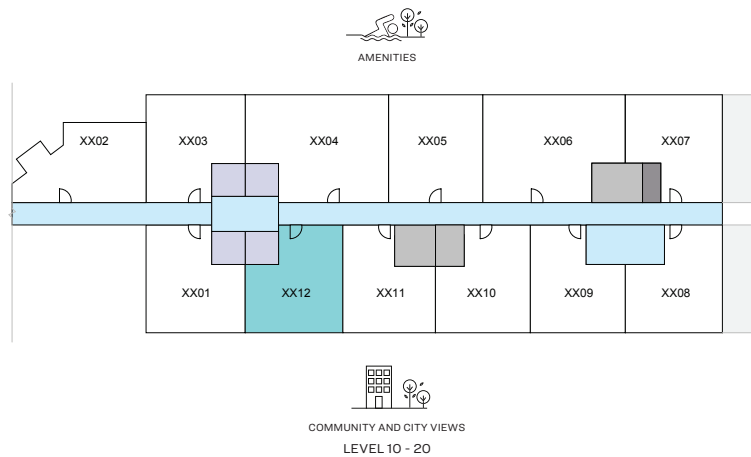 AMENITIES
XX02
XX03
XX04
XX05
XX06
XX07
XX01
XX12
XX11
XX10
XX09
XX08
COMMUNITY AND CITY VIEWS
LEVEL 10 - 20